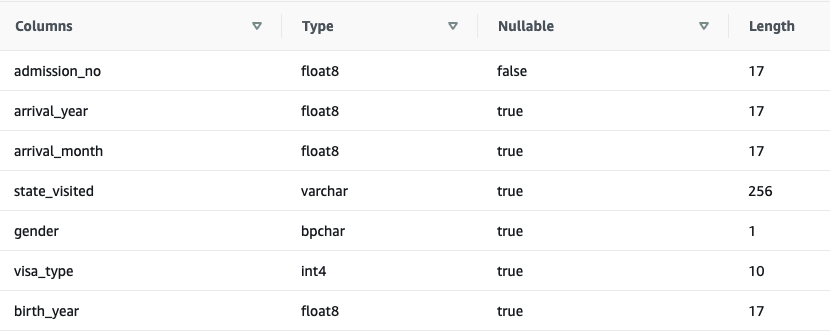 Columns Type Nullable Length
admission_no float8 false 17
arrival_year float8 true 17
arrival_month float8 true 17
state_visited varchar true 256
gender bpchar true 1
visa_type int4 true 10
birth_year float8 true 17